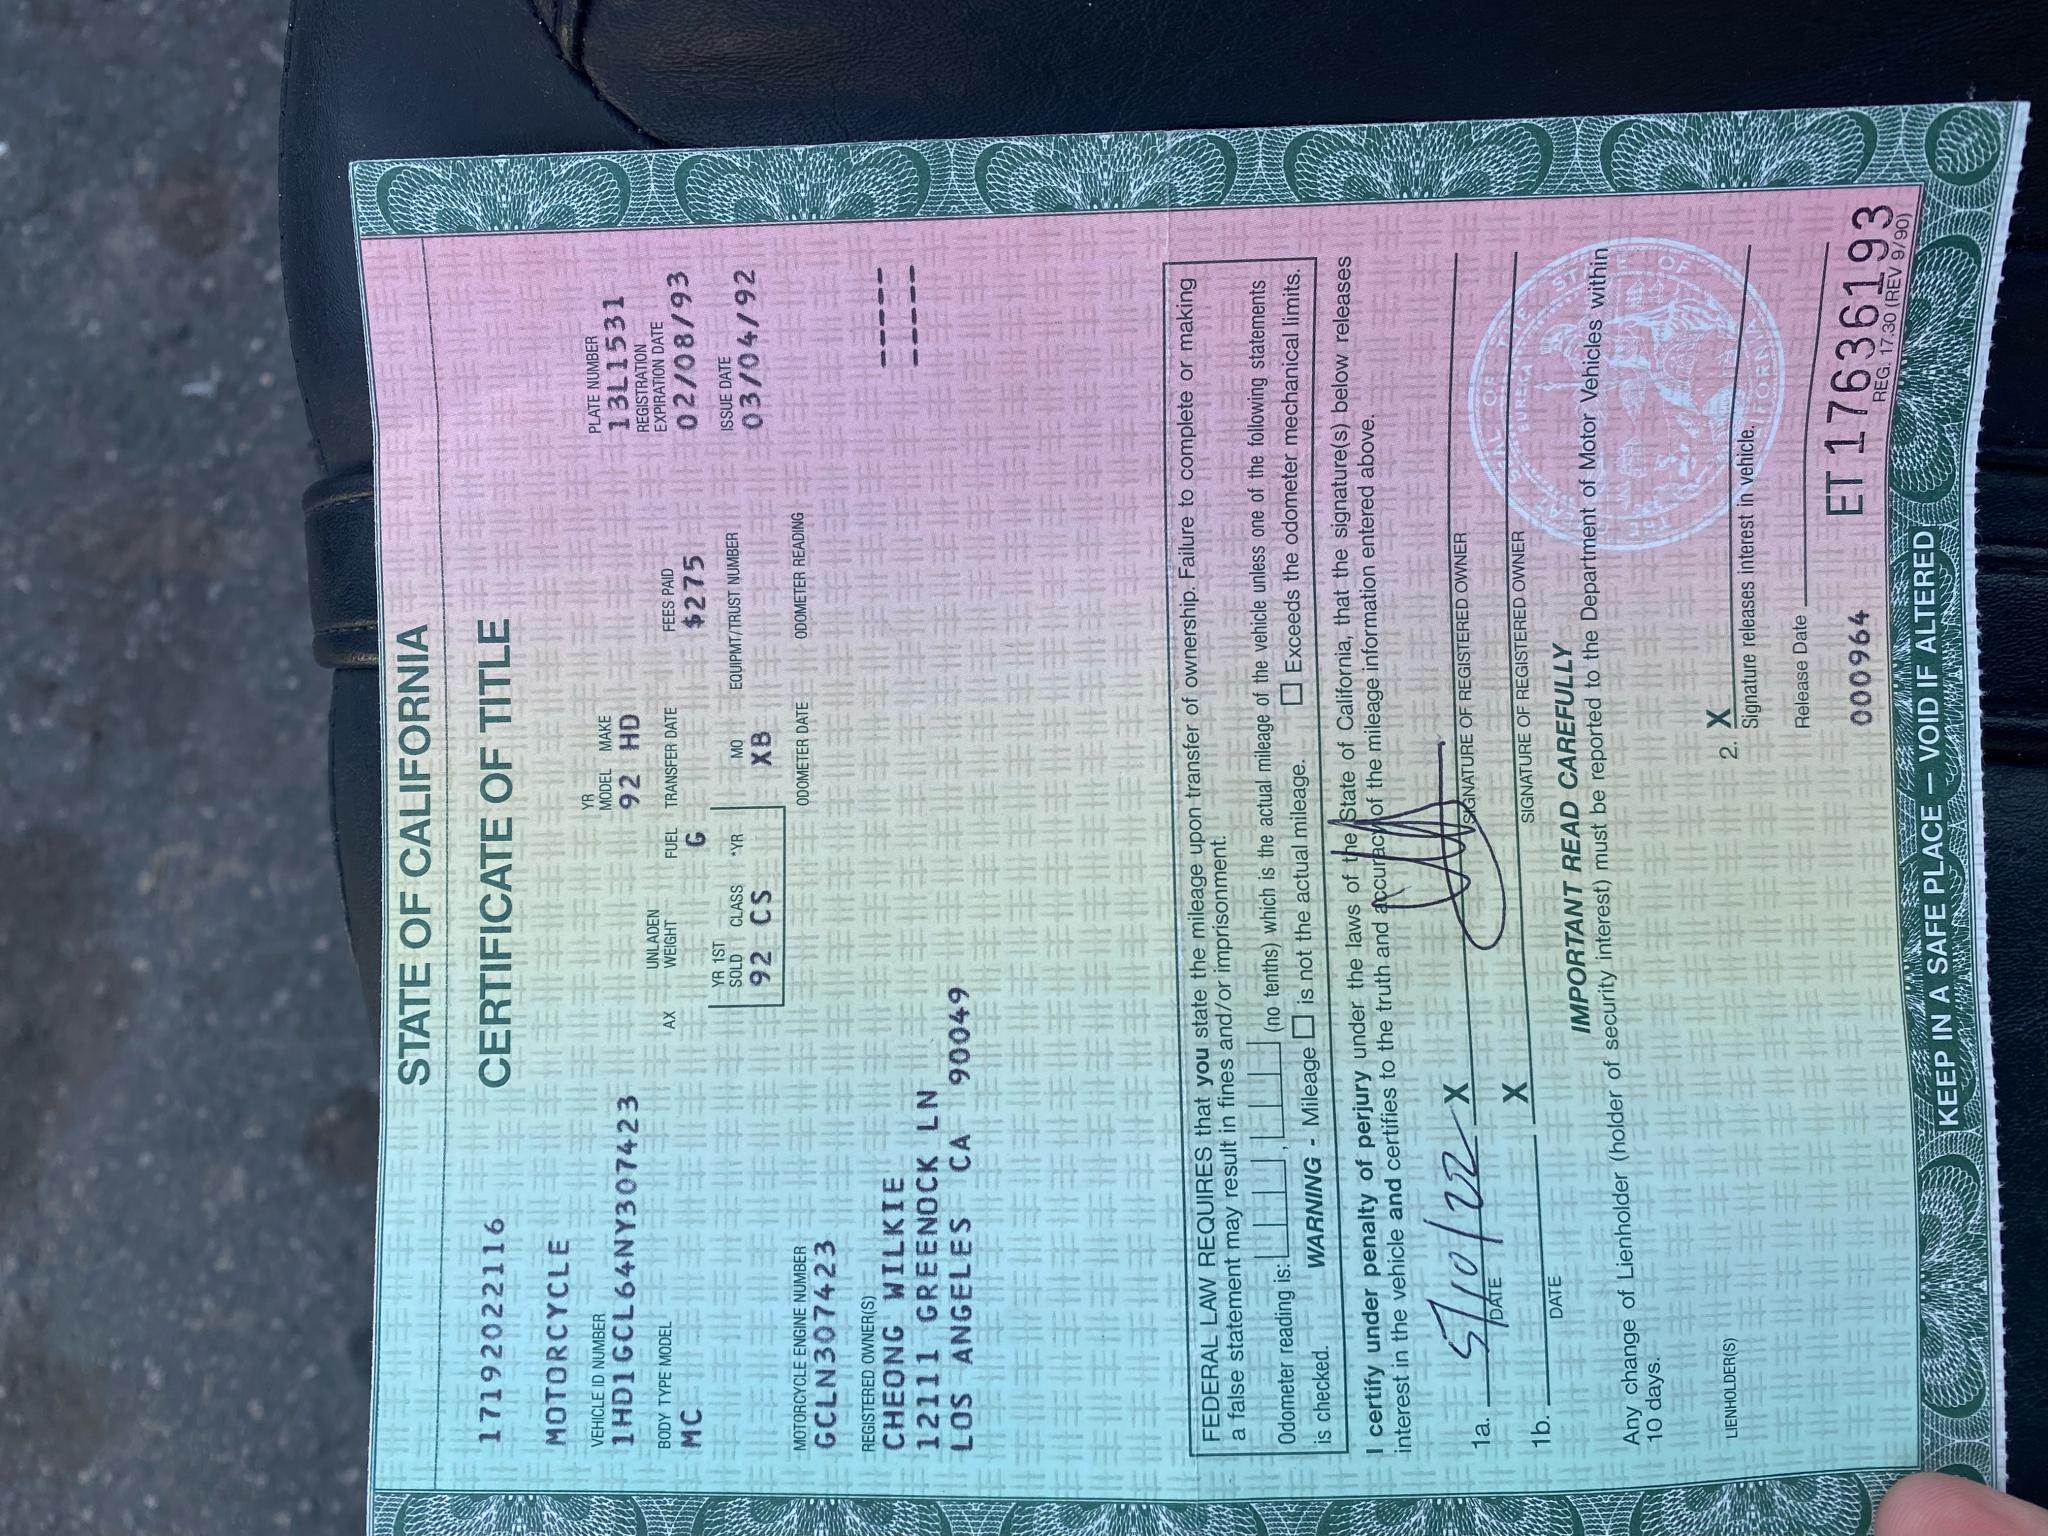 STATE OF CALIFORNIA
CERTIFICATE OF TITLE
17192022116
MOTORCYCLE
VEHICLE ID NUMBER
YR
MODEL MAKE
PLATE NUMBER
1HD1GCL64NY307423
92 HD
13L1531
BODY TYPE MODEL
AX
UNLADEN
WEIGHT
FUEL
TRANSFER DATE
FEES PAID
REGISTRATION
EXPIRATION DATE
MC
G
$275
02/08/93
YR 1ST
SOLD
CLASS
*YR
MO
EQUIPMT/TRUST NUMBER
ISSUE DATE
92 CS
XB
03/04/92
MOTORCYCLE ENGINE NUMBER
ODOMETER DATE
ODOMETER READING
GCLN307423
REGISTERED OWNER(S)
CHEONG WILKIE
12111 GREENOCK LN
LOS ANGELES CA 90049
FEDERAL LAW REQUIRES that you state the mileage upon transfer of ownership. Failure to complete or making
a false statement may result in fines and/or imprisonment.
Odometer reading is: , (no tenths) which is the actual mileage of the vehicle unless one of the following statements
is checked. WARNING - Mileage is not the actual mileage. Exceeds the odometer mechanical limits.
I certify under penalty of perjury under the laws of the State of California, that the signature(s) below releases
interest in the vehicle and certifies to the truth and accuracy of the mileage information entered above.
1a. 5/10/22 X
DATE
SIGNATURE OF REGISTERED OWNER
1b. X
DATE
SIGNATURE OF REGISTERED OWNER
IMPORTANT READ CAREFULLY
Any change of Lienholder (holder of security interest) must be reported to the Department of Motor Vehicles within
10 days.
LIENHOLDER(S)
2. X
Signature releases interest in vehicle.
Release Date
000964
ET 17636193
REG. 17.30 (REV 9/90)
KEEP IN A SAFE PLACE — VOID IF ALTERED